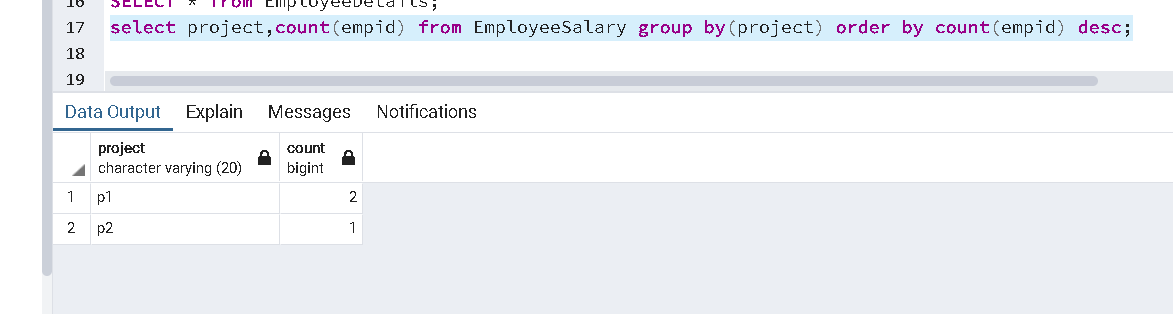 16 SELECT * from EmployeeDetails;
17 select project,count(empid) from EmployeeSalary group by(project) order by count(empid) desc;
18
19
Data Output Explain Messages Notifications
project count
character varying (20) bigint
1 p1 2
2 p2 1